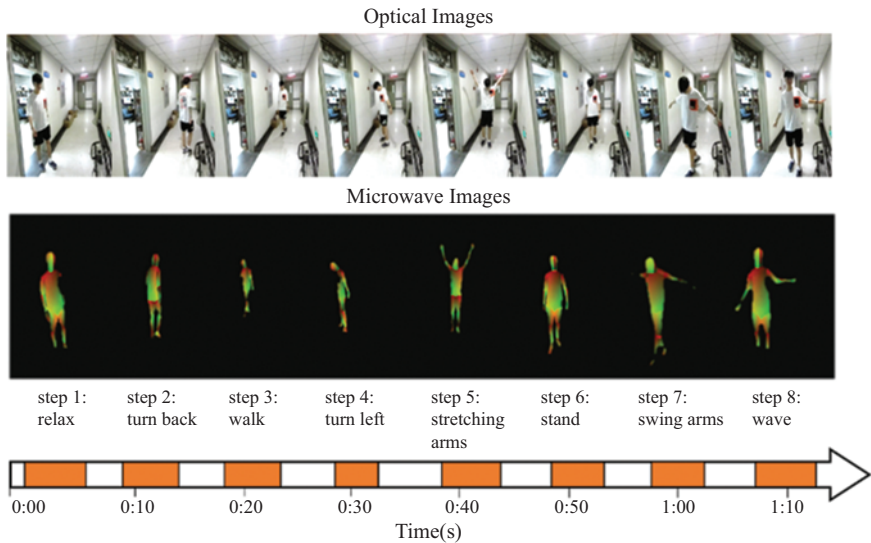 Optical Images
Microwave Images
step 1: step 2: step 3: step 4: step 5: step 6: step 7: step 8:
relax turn back walk turn left stretching stand swing arms wave
arms
0:00 0:10 0:20 0:30 0:40 0:50 1:00 1:10
Time(s)